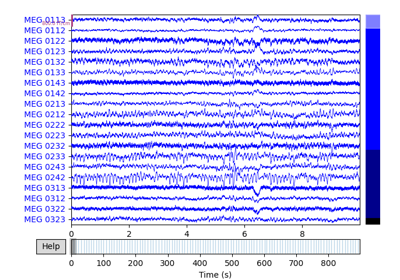 MEG 0113
MEG 0112
MEG 0122
MEG 0123
MEG 0132
MEG 0133
MEG 0143
MEG 0142
MEG 0213
MEG 0212
MEG 0222
MEG 0223
MEG 0232
MEG 0233
MEG 0243
MEG 0242
MEG 0313
MEG 0312
MEG 0322
MEG 0323
0 2 4 6 8
Help
100 200 300 400 500 600 700 800
Time (s)